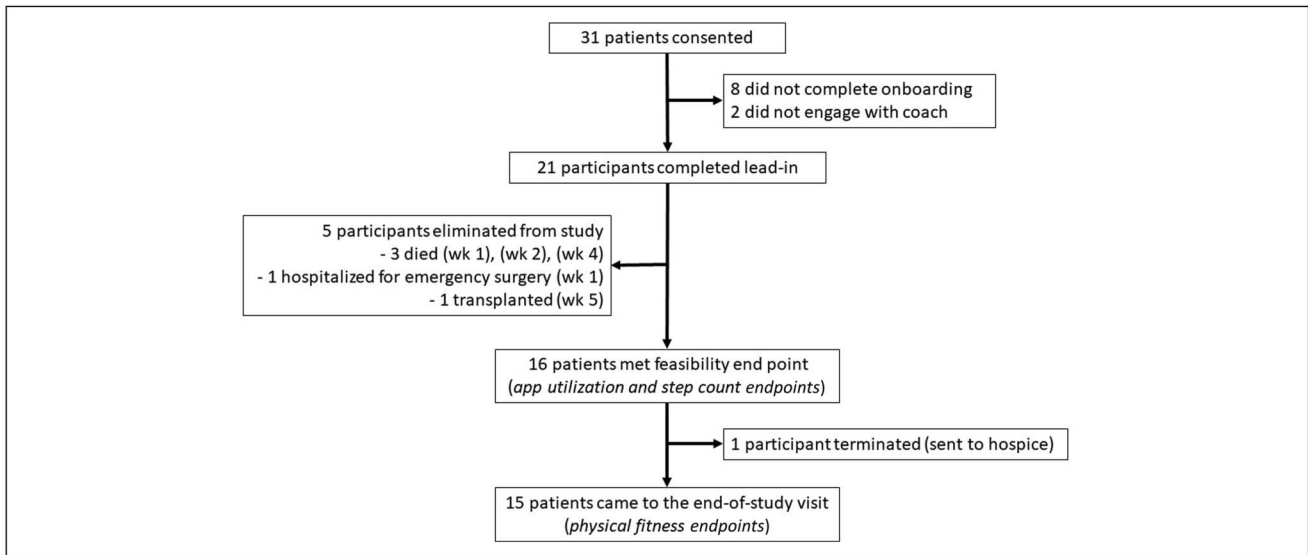 31 patients consented
8 did not complete onboarding
2 did not engage with coach
21 participants completed lead-in
5 participants eliminated from study
- 3 died (wk 1), (wk 2), (wk 4)
- 1 hospitalized for emergency surgery (wk 1)
- 1 transplanted (wk 5)
16 patients met feasibility end point
(app utilization and step count endpoints)
1 participant terminated (sent to hospice)
15 patients came to the end-of-study visit
(physical fitness endpoints)